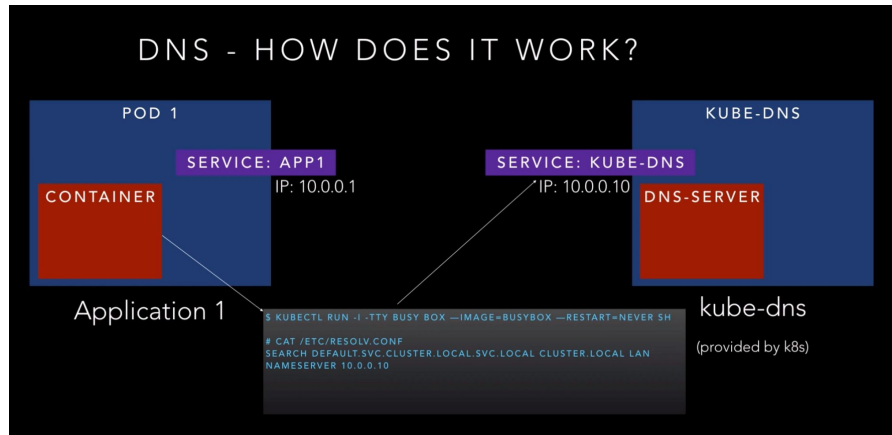 DNS - HOW DOES IT WORK?
POD 1
KUBE-DNS
SERVICE: APP1
SERVICE: KUBE-DNS
IP: 10.0.0.1
IP: 10.0.0.10
CONTAINER
DNS-SERVER
Application 1
kube-dns
(provided by k8s)
$ KUBECTL RUN -I -TTY BUSY BOX —IMAGE=BUSYBOX —RESTART=NEVER SH
# CAT /ETC/RESOLV.CONF
SEARCH DEFAULT.SVC.CLUSTER.LOCAL.SVC.LOCAL CLUSTER.LOCAL LAN
NAMESERVER 10.0.0.10